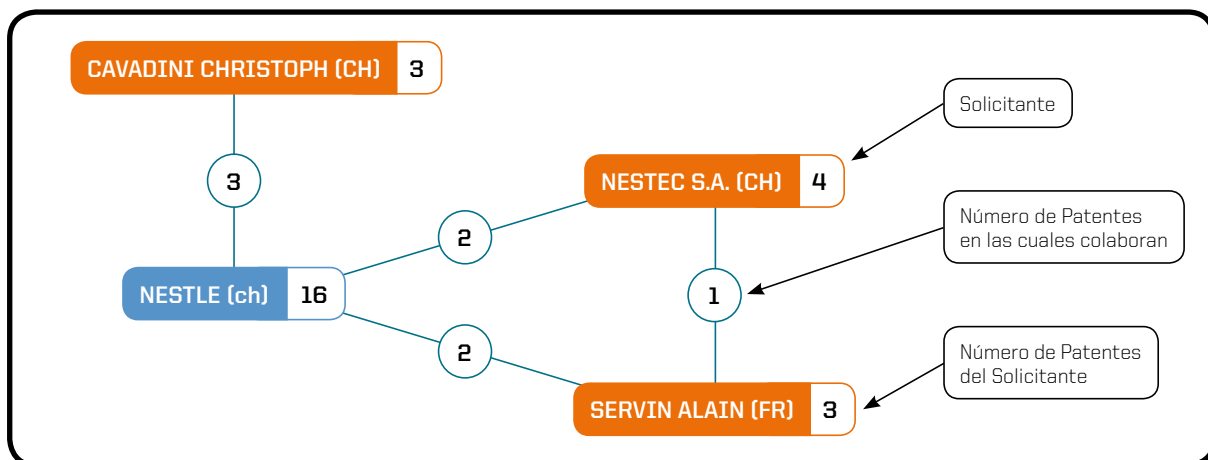 CAVADINI CHRISTOPH (CH) 3
Solicitante
3
NESTEC S.A. (CH) 4
Número de Patentes
en las cuales colaboran
2
NESTLE (ch) 16
1
2
Número de Patentes
del Solicitante
SERVIN ALAIN (FR) 3